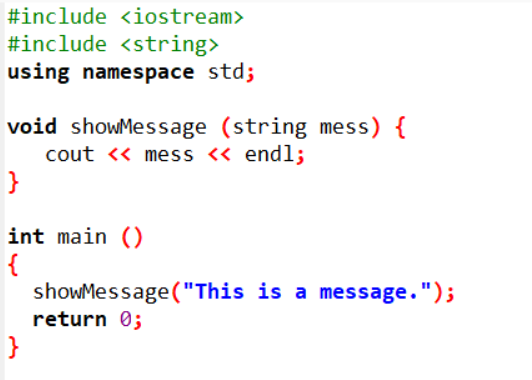 #include <iostream>
#include <string>
using namespace std;
void showMessage (string mess) {
cout << mess << endl;
}
int main ()
{
showMessage("This is a message.");
return 0;
}